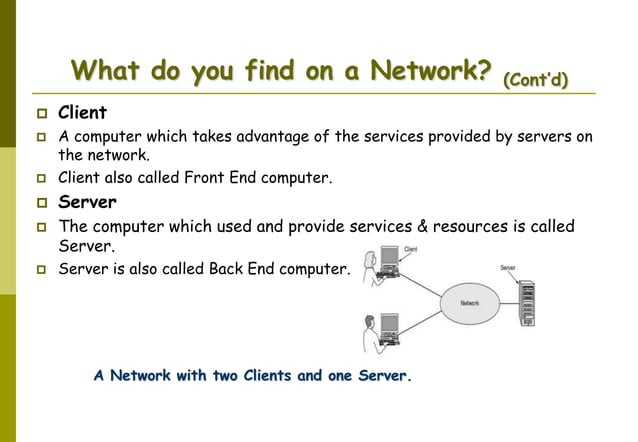 What do you find on a Network? (Cont'd)
Client
A computer which takes advantage of the services provided by servers on
the network.
Client also called Front End computer.
Server
The computer which used and provide services & resources is called
Server.
Server is also called Back End computer.
Client
Server
Network
A Network with two Clients and one Server.